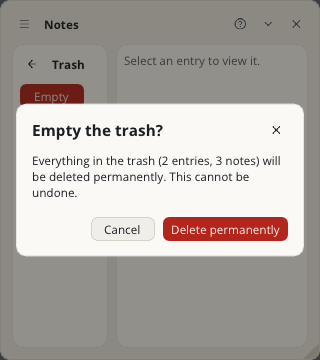 Notes
Trash
Empty
Select an entry to view it.
Empty the trash?
Everything in the trash (2 entries, 3 notes) will
be deleted permanently. This cannot be
undone.
Cancel
Delete permanently